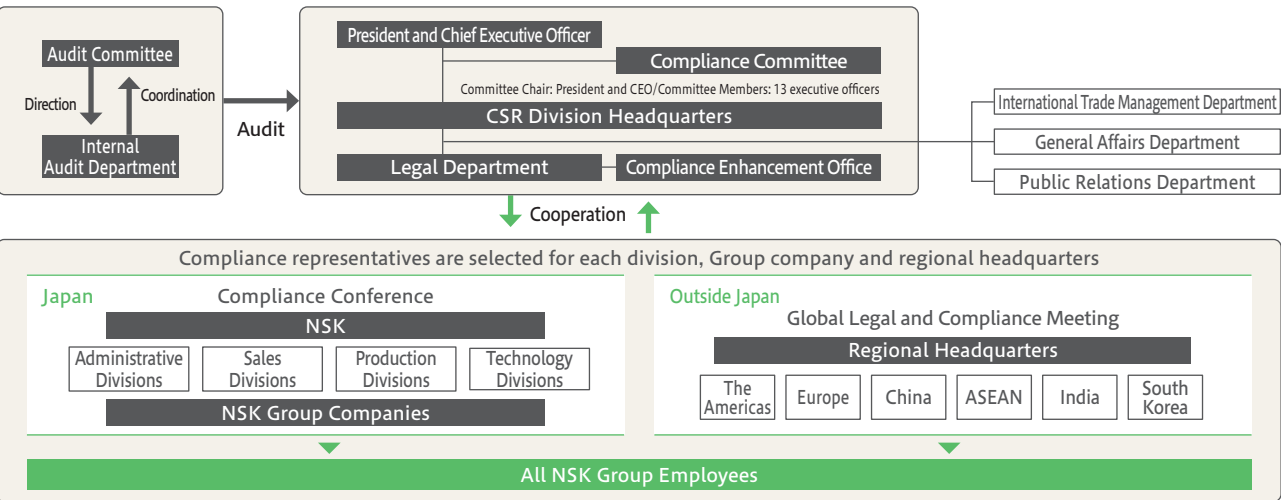 Audit Committee
Direction
Coordination
Internal
Audit Department
Audit
President and Chief Executive Officer
Compliance Committee
Committee Chair: President and CEO/Committee Members: 13 executive officers
CSR Division Headquarters
Legal Department
Compliance Enhancement Office
International Trade Management Department
General Affairs Department
Public Relations Department
Cooperation
Compliance representatives are selected for each division, Group company and regional headquarters
Japan
Compliance Conference
NSK
Administrative
Divisions
Sales
Divisions
Production
Divisions
Technology
Divisions
NSK Group Companies
Outside Japan
Global Legal and Compliance Meeting
Regional Headquarters
The
Americas
Europe
China
ASEAN
India
South
Korea
All NSK Group Employees